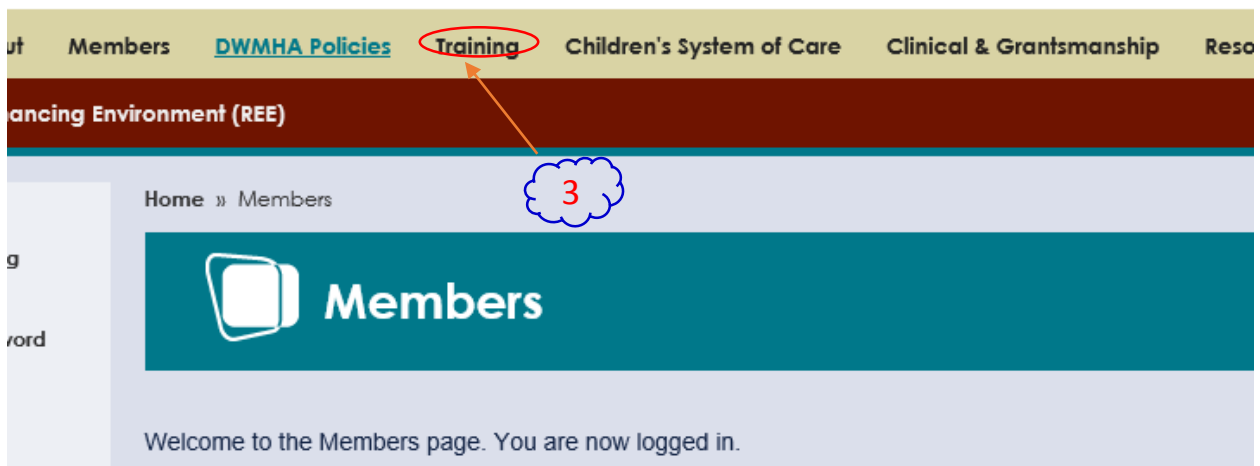 ut Members DWMHA Policies Training Children's System of Care Clinical & Grantsmanship Reso
ancing Environment (REE)
3
Home » Members
g
Members
vord
Welcome to the Members page. You are now logged in.